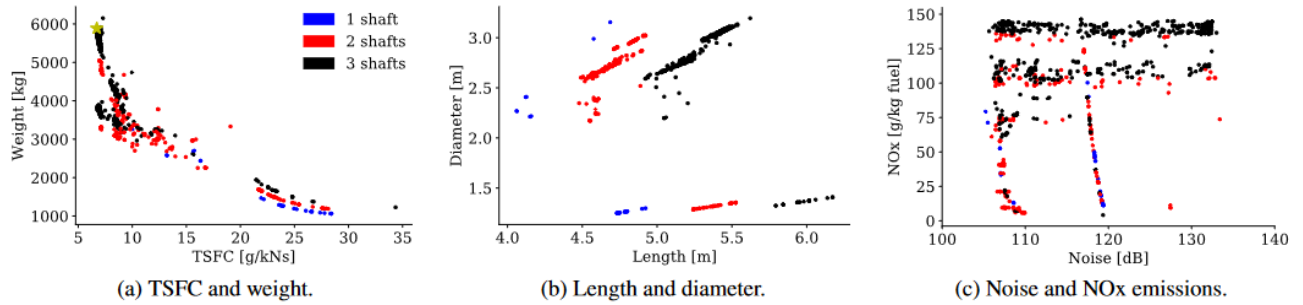 6000
5000
4000
3000
2000
1000
Weight [kg]
5
10
15
20
25
30
35
TSFC [g/kNs]
1 shaft
2 shafts
3 shafts
(a) TSFC and weight.
3.0
2.5
2.0
1.5
Diameter [m]
4.0
4.5
5.0
5.5
6.0
Length [m]
(b) Length and diameter.
150
125
100
75
50
25
0
NOx [g/kg fuel]
100
110
120
130
140
Noise [dB]
(c) Noise and NOx emissions.